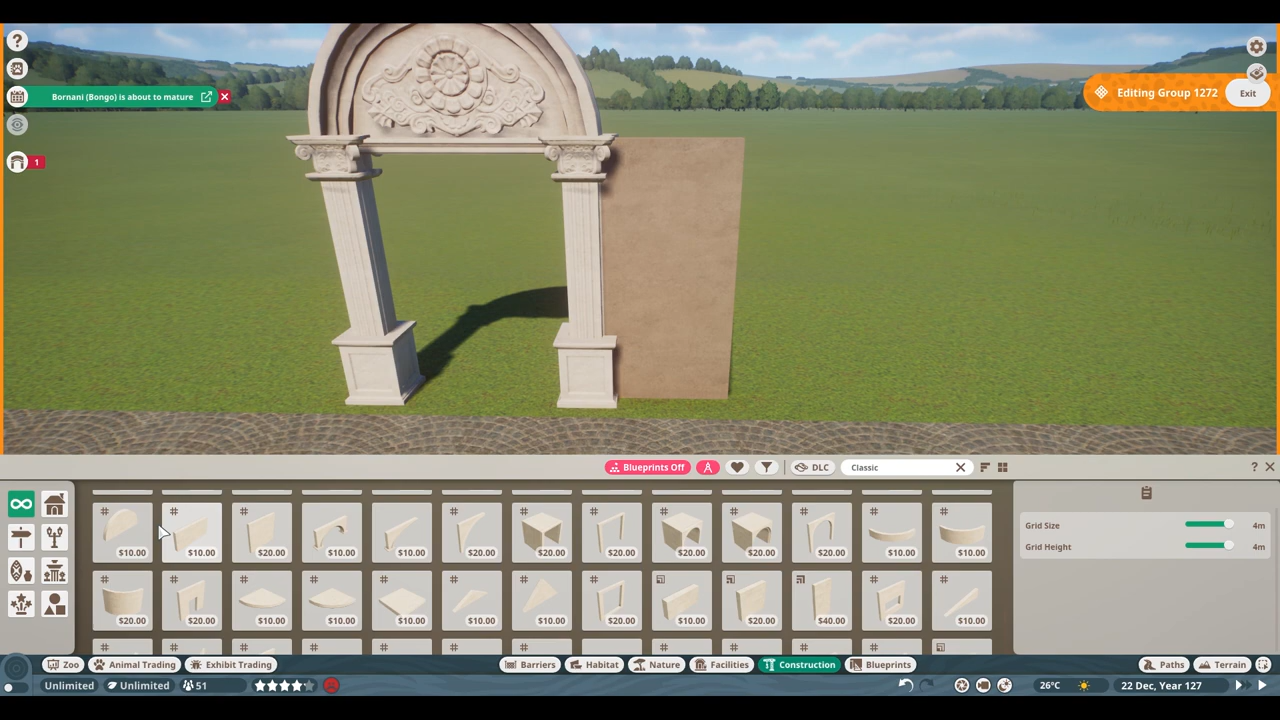 Bornani (Bongo) is about to mature
Editing Group 1272
Exit
1
Blueprints Off
DLC
Classic
?
$10.00 $10.00 $20.00 $10.00 $10.00 $20.00 $20.00 $20.00 $20.00 $20.00 $20.00 $10.00 $10.00
$20.00 $20.00 $10.00 $10.00 $10.00 $10.00 $10.00 $20.00 $10.00 $20.00 $40.00 $20.00 $10.00
Grid Size 4m
Grid Height 4m
Zoo Animal Trading Exhibit Trading Barriers Habitat Nature Facilities Construction Blueprints Paths Terrain
Unlimited Unlimited 51 26°C 22 Dec, Year 127